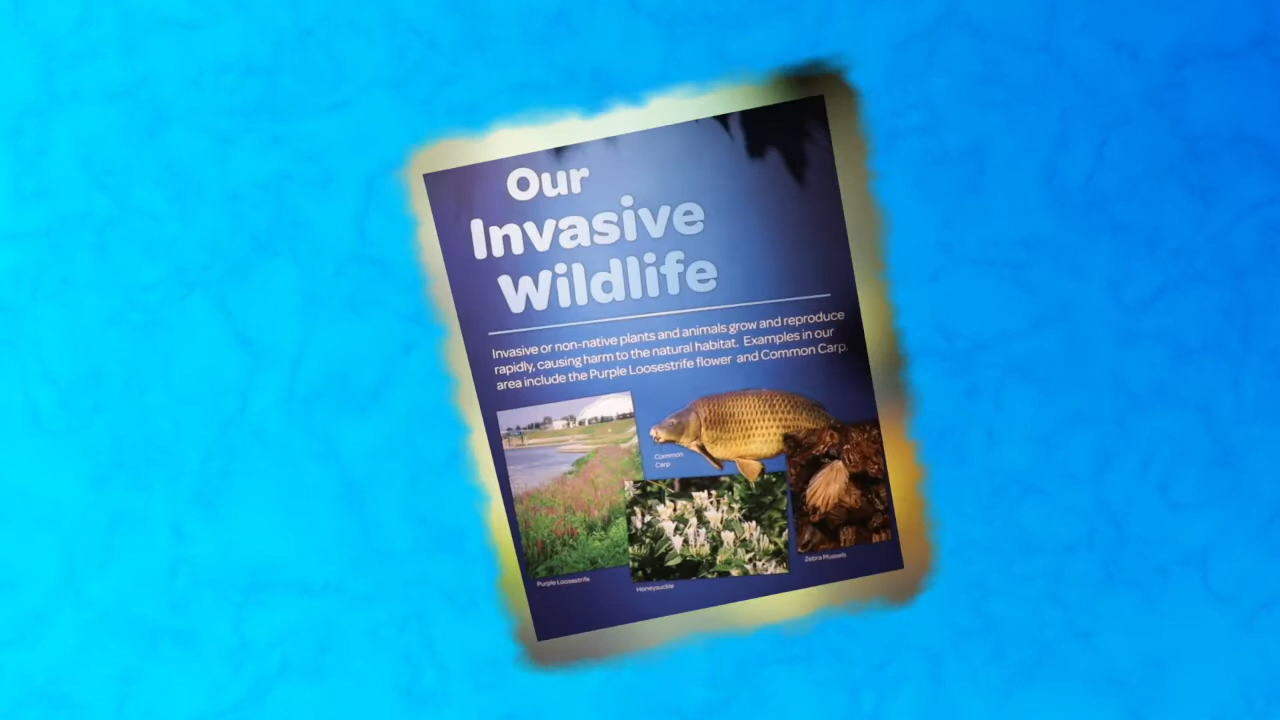 Our
Invasive
Wildlife
Invasive or non-native plants and animals grow and reproduce
rapidly, causing harm to the natural habitat. Examples in our
area include the Purple Loosestrife flower and Common Carp.
Common
Carp
Purple Loosestrife
Honeysuckle
Zebra Mussels